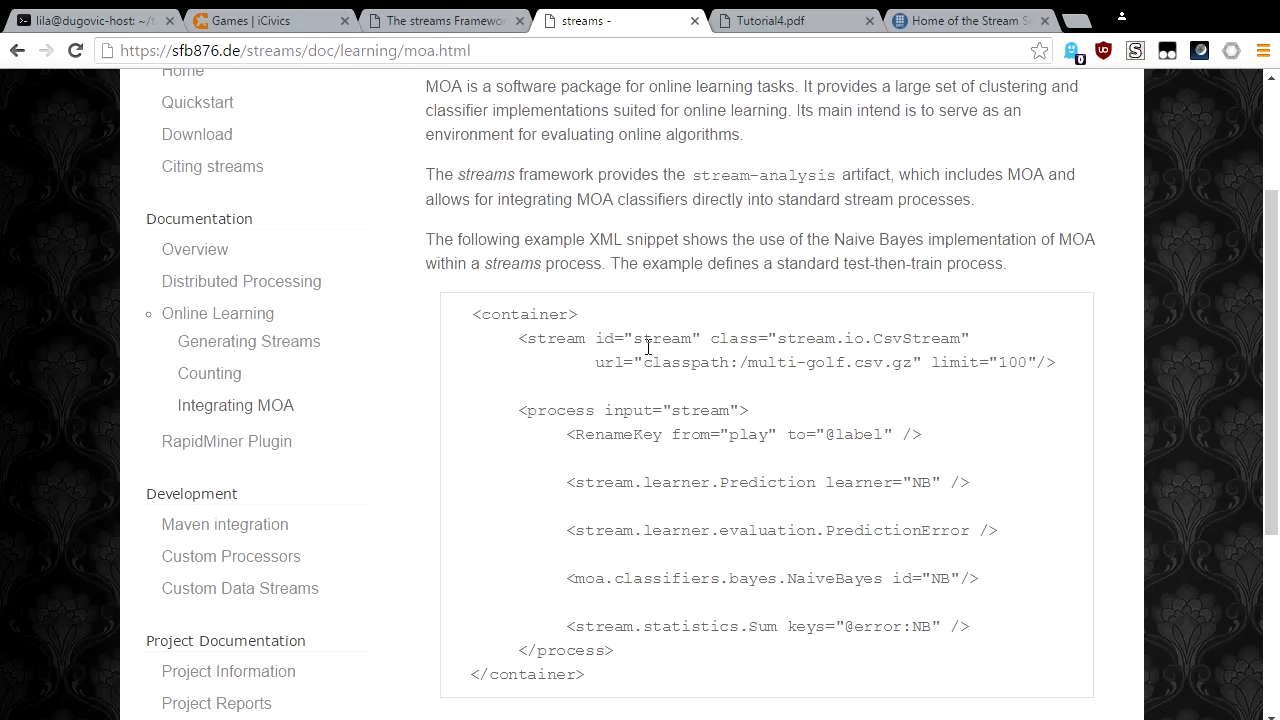 lila@dugovic-host: ~/t
Games | iCivics
The streams Framewo
streams -
Tutorial4.pdf
Home of the Stream S
https://sfb876.de/streams/doc/learning/moa.html
Home
Quickstart
Download
Citing streams
Documentation
Overview
Distributed Processing
Online Learning
Generating Streams
Counting
Integrating MOA
RapidMiner Plugin
Development
Maven integration
Custom Processors
Custom Data Streams
Project Documentation
Project Information
Project Reports
MOA is a software package for online learning tasks. It provides a large set of clustering and
classifier implementations suited for online learning. Its main intend is to serve as an
environment for evaluating online algorithms.
The streams framework provides the stream-analysis artifact, which includes MOA and
allows for integrating MOA classifiers directly into standard stream processes.
The following example XML snippet shows the use of the Naive Bayes implementation of MOA
within a streams process. The example defines a standard test-then-train process.
<container>
<stream id="stream" class="stream.io.CsvStream"
url="classpath:/multi-golf.csv.gz" limit="100"/>
<process input="stream">
<RenameKey from="play" to="@label" />
<stream.learner.Prediction learner="NB" />
<stream.learner.evaluation.PredictionError />
<moa.classifiers.bayes.NaiveBayes id="NB"/>
<stream.statistics.Sum keys="@error:NB" />
</process>
</container>